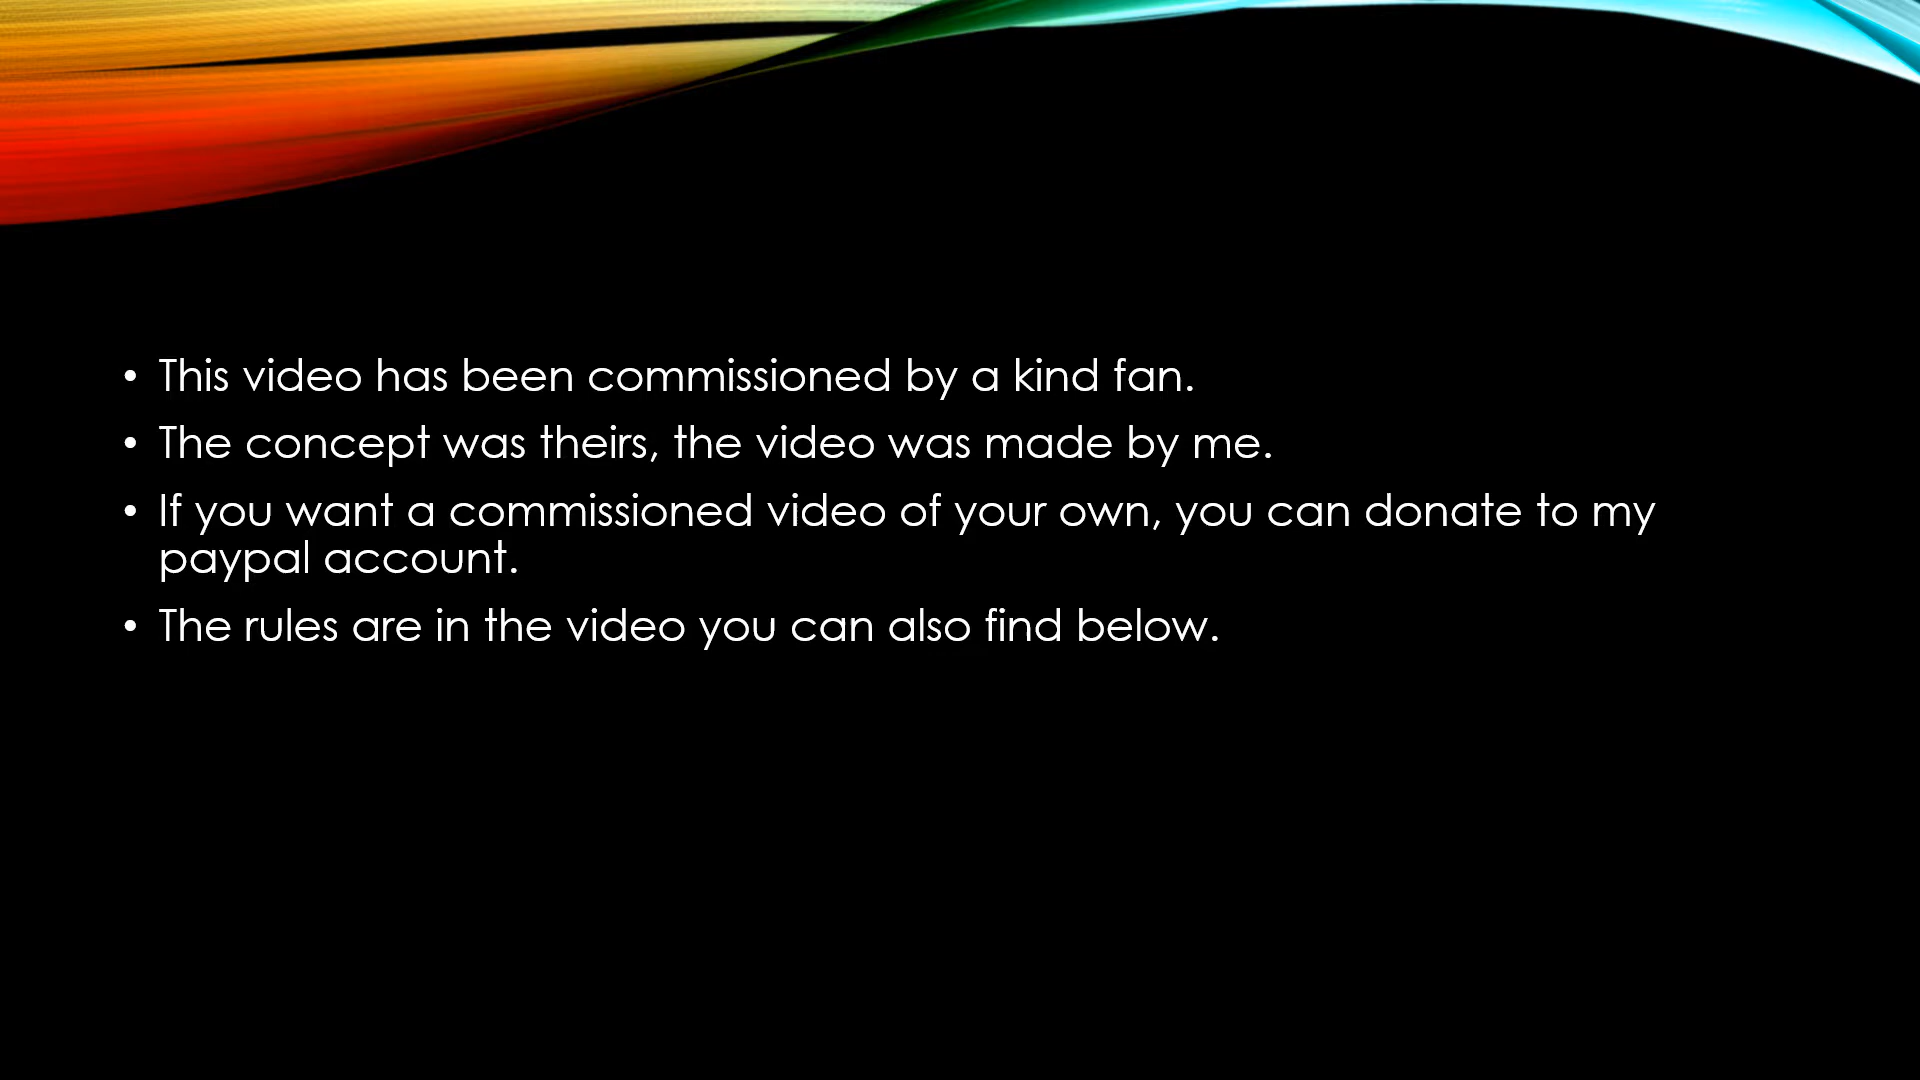 • This video has been commissioned by a kind fan.
• The concept was theirs, the video was made by me.
• If you want a commissioned video of your own, you can donate to my
paypal account.
• The rules are in the video you can also find below.